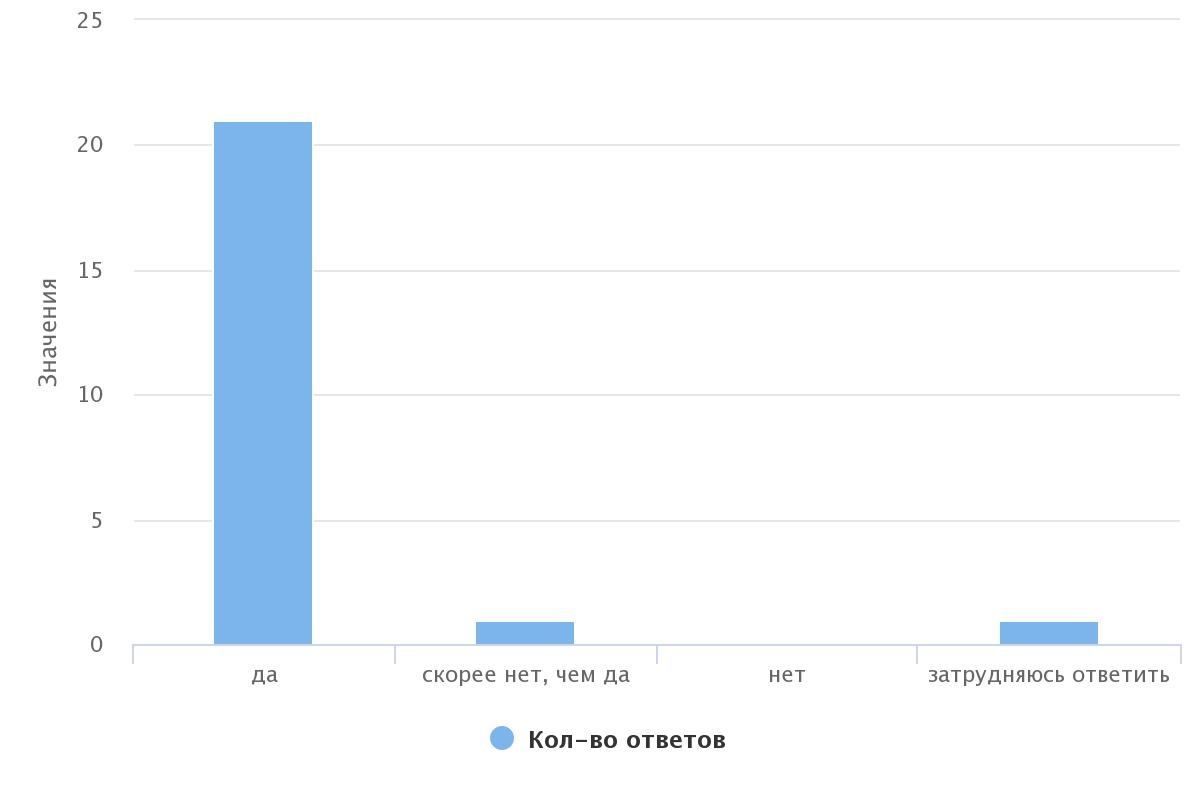 25
20
15
10
5
0
Значения
да
скорее нет, чем да
нет
затрудняюсь ответить
Кол-во ответов